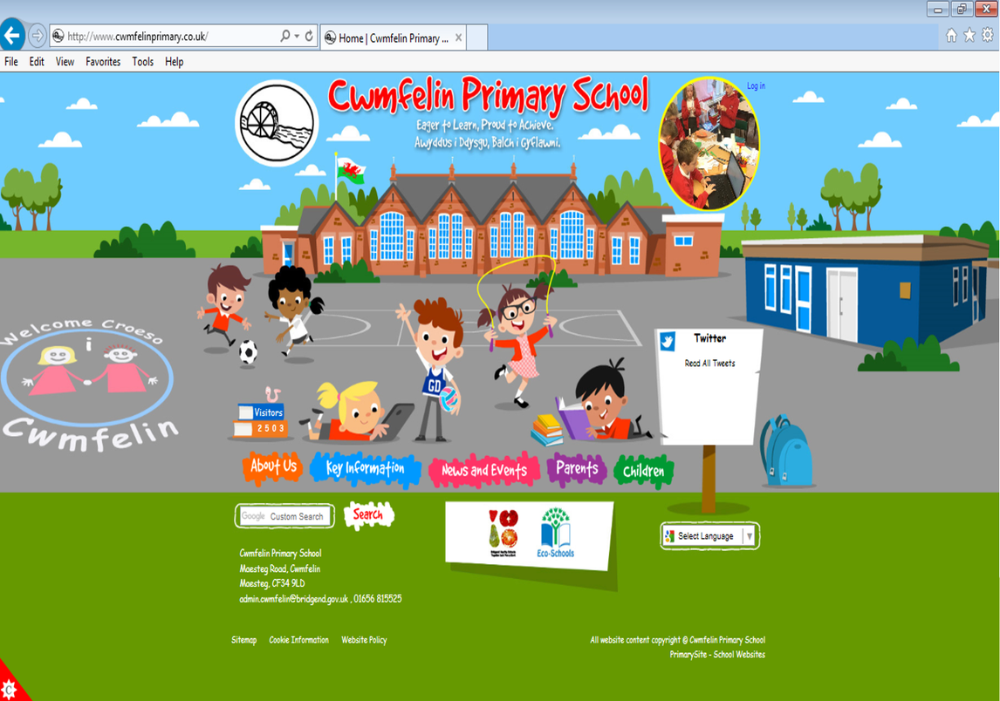 http://www.cwmfelinprimary.co.uk/
Home | Cwmfelin Primary ...
File Edit View Favorites Tools Help
Cwmfelin Primary School
Eager to Learn, Proud to Achieve.
Awyddus i Ddysgu, Balch i Gyflawni.
Log in
Welcome Croeso
i
Cwmfelin
GD
Twitter
Read All Tweets
Visitors
2503
About Us
Key Information
News and Events
Parents
Children
Google Custom Search
Search
Eco-Schools
Select Language
Cwmfelin Primary School
Maesteg Road, Cwmfelin
Maesteg, CF34 9LD
admin.cwmfelin@bridgend.gov.uk , 01656 815525
Sitemap Cookie Information Website Policy
All website content copyright © Cwmfelin Primary School
PrimarySite - School Websites
C